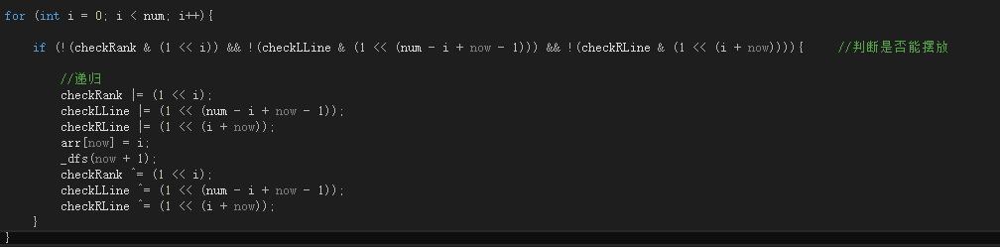 for (int i = 0; i < num; i++){
if (!(checkRank & (1 << i)) && !(checkLLine & (1 << (num - i + now - 1))) && !(checkRLine & (1 << (i + now)))){ //判断是否能摆放
//递归
checkRank |= (1 << i);
checkLLine |= (1 << (num - i + now - 1));
checkRLine |= (1 << (i + now));
arr[now] = i;
_dfs(now + 1);
checkRank ^= (1 << i);
checkLLine ^= (1 << (num - i + now - 1));
checkRLine ^= (1 << (i + now));
}
}